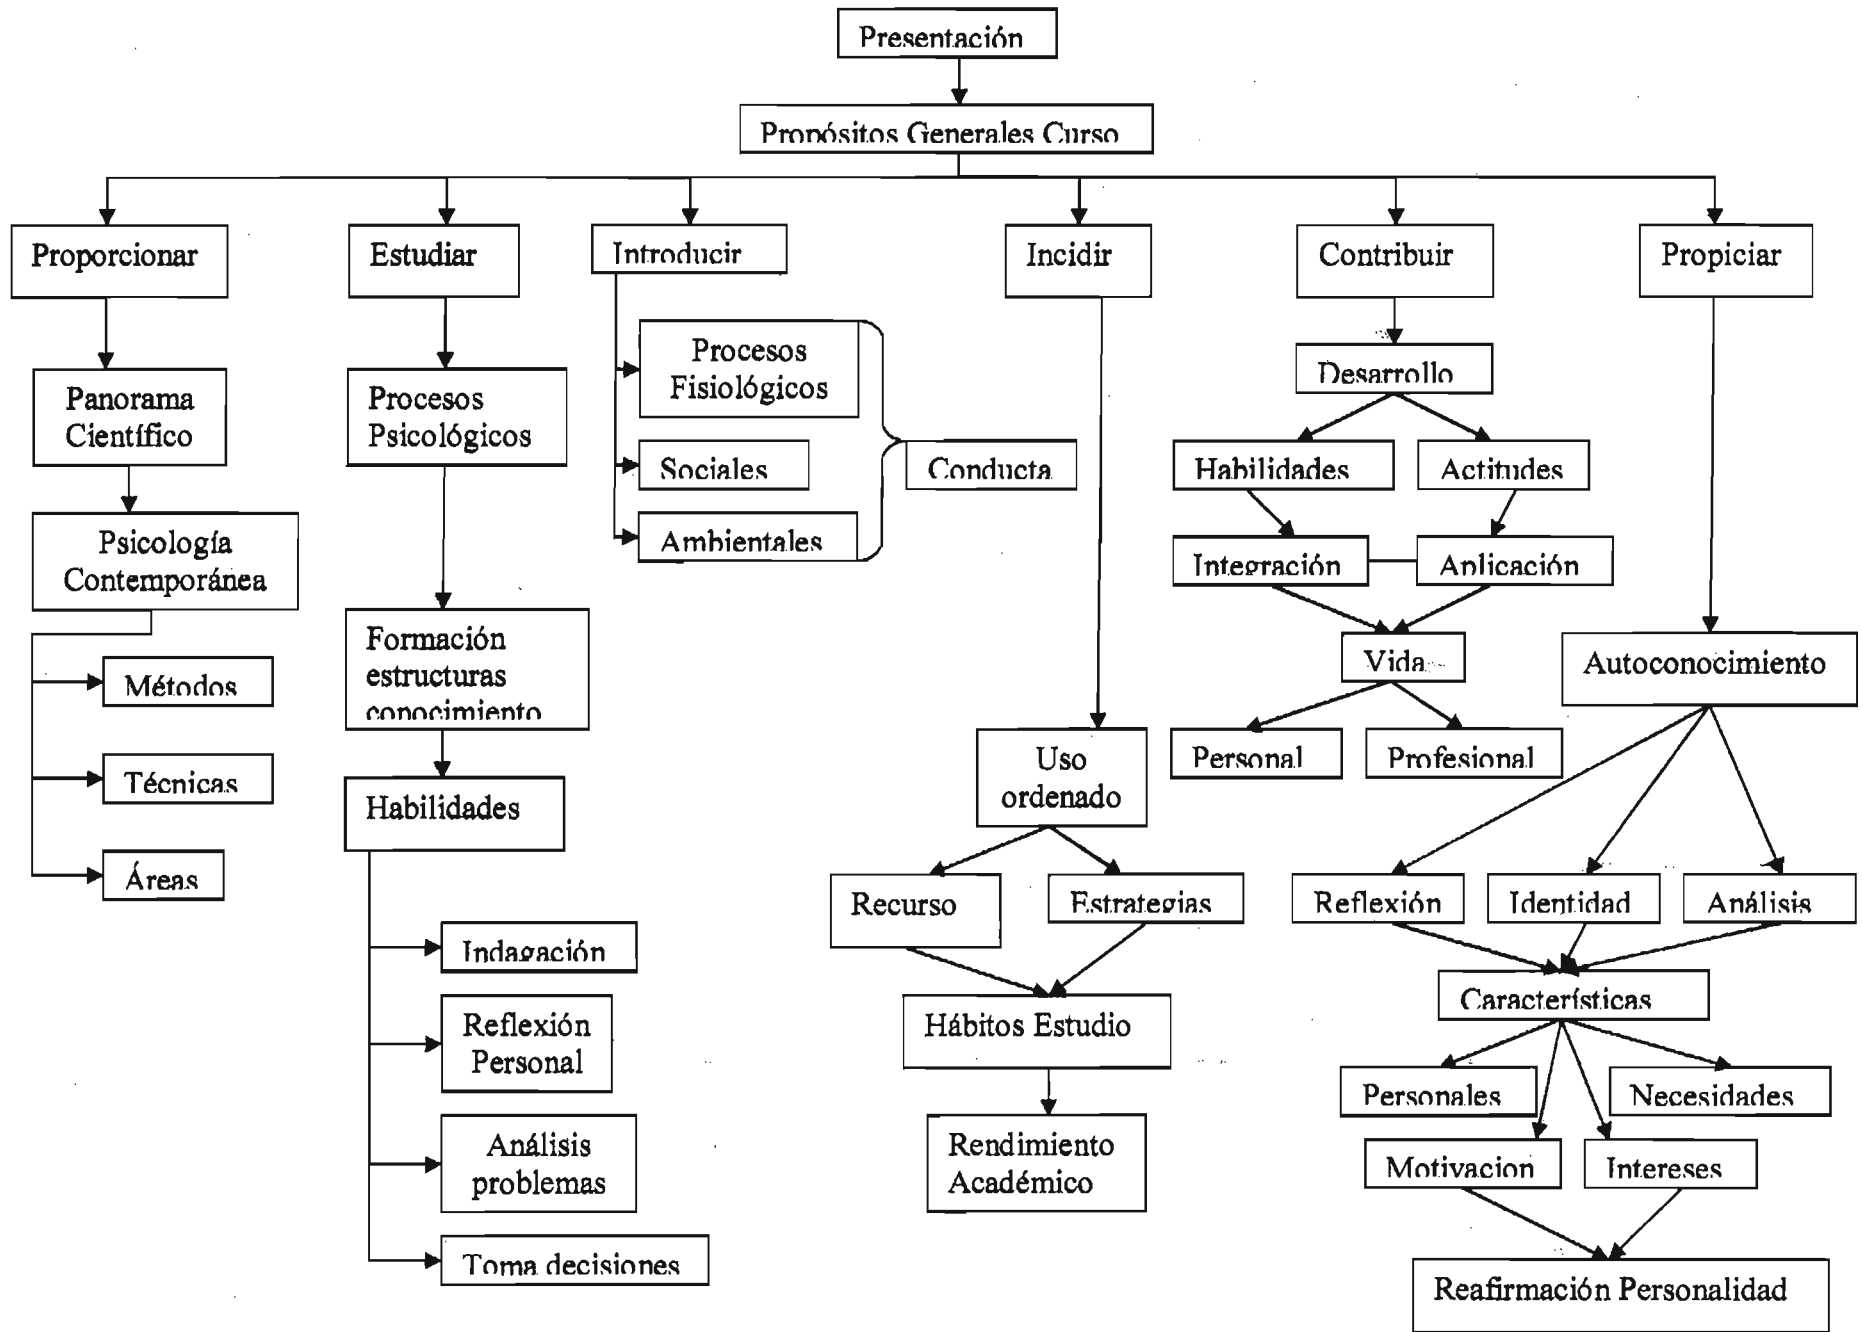 Presentación
Propósitos Generales Curso
Proporcionar
Estudiar
Introducir
Incidir
Contribuir
Propiciar
Panorama
Científico
Psicología
Contemporánea
Métodos
Técnicas
Áreas
Procesos
Psicológicos
Formación
estructuras
conocimiento
Habilidades
Indagación
Reflexión
Personal
Análisis
problemas
Toma decisiones
Procesos
Fisiológicos
Sociales
Ambientales
Conducta
Uso
ordenado
Recurso
Estrategias
Hábitos Estudio
Rendimiento
Académico
Desarrollo
Habilidades
Actitudes
Integración
Aplicación
Vida
Personal
Profesional
Autoconocimiento
Reflexión
Identidad
Análisis
Características
Personales
Necesidades
Motivacion
Intereses
Reafirmación Personalidad